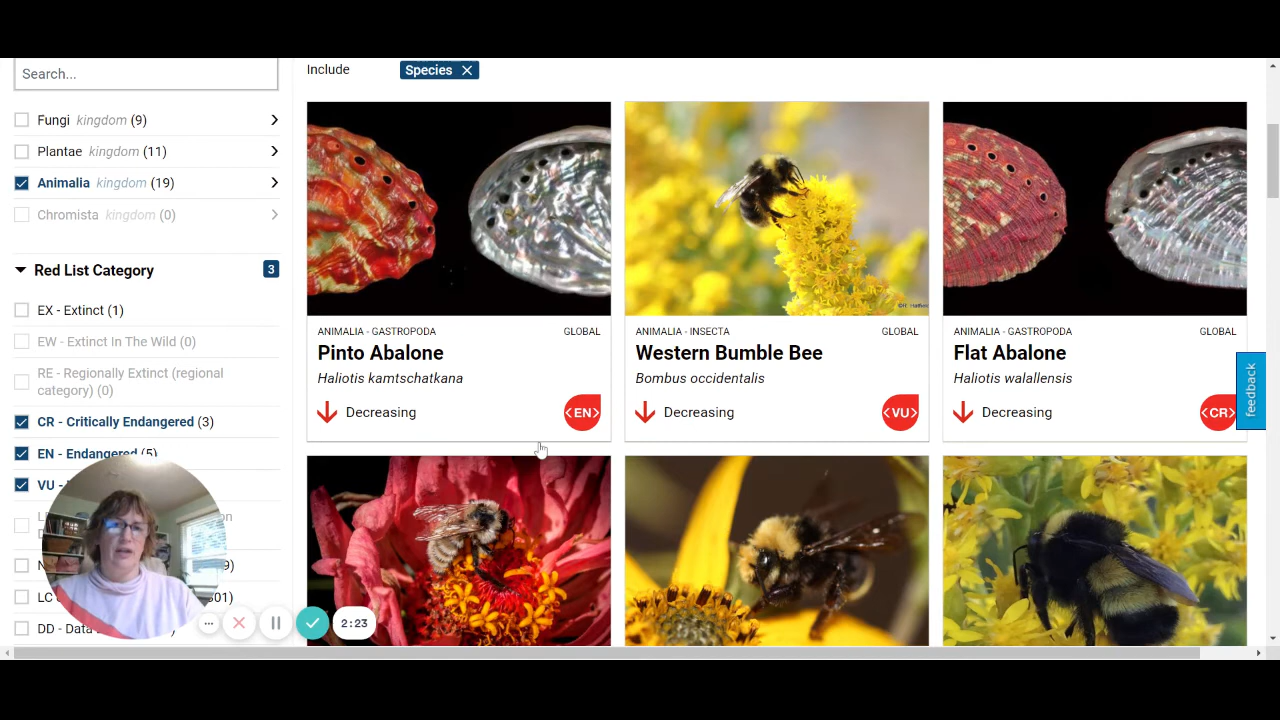 Search...
Fungi kingdom (9)
Plantae kingdom (11)
Animalia kingdom (19)
Chromista kingdom (0)
Red List Category 3
EX - Extinct (1)
EW - Extinct In The Wild (0)
RE - Regionally Extinct (regional
category) (0)
CR - Critically Endangered (3)
EN - Endangered (5)
VU -
LC
DD - Data
2:23
Include Species
ANIMALIA - GASTROPODA GLOBAL
Pinto Abalone
Haliotis kamtschatkana
Decreasing <EN>
ANIMALIA - INSECTA GLOBAL
Western Bumble Bee
Bombus occidentalis
Decreasing <VU>
ANIMALIA - GASTROPODA GLOBAL
Flat Abalone
Haliotis walallensis
Decreasing <CR>
feedback